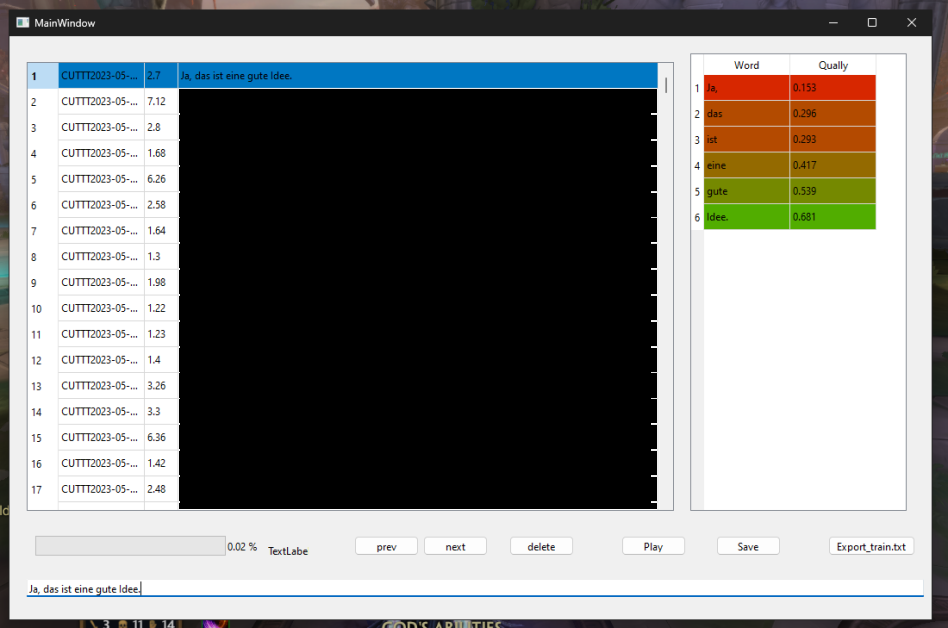 MainWindow
1 CUTTT2023-05-... 2.7 Ja, das ist eine gute Idee.
2 CUTTT2023-05-... 7.12
3 CUTTT2023-05-... 2.8
4 CUTTT2023-05-... 1.68
5 CUTTT2023-05-... 6.26
6 CUTTT2023-05-... 2.58
7 CUTTT2023-05-... 1.64
8 CUTTT2023-05-... 1.3
9 CUTTT2023-05-... 1.98
10 CUTTT2023-05-... 1.22
11 CUTTT2023-05-... 1.23
12 CUTTT2023-05-... 1.4
13 CUTTT2023-05-... 3.26
14 CUTTT2023-05-... 3.3
15 CUTTT2023-05-... 6.36
16 CUTTT2023-05-... 1.42
17 CUTTT2023-05-... 2.48
Word Qually
1 Ja, 0.153
2 das 0.296
3 ist 0.293
4 eine 0.417
5 gute 0.539
6 Idee. 0.681
0.02 % TextLabe prev next delete Play Save Export_train.txt
Ja, das ist eine gute Idee.
3 11 14
GOD'S ABILITIES